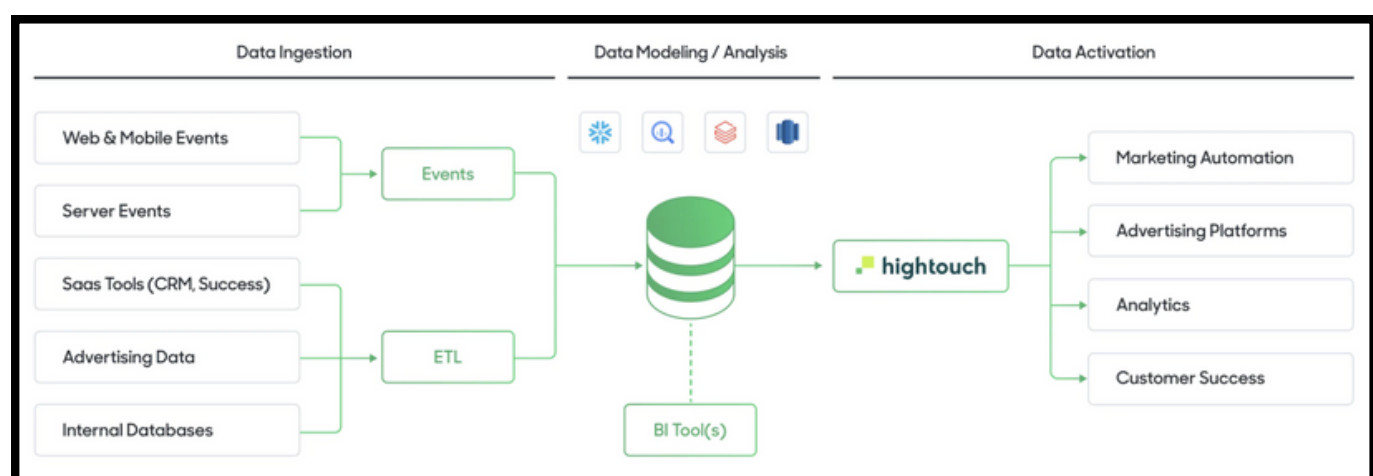 Data Ingestion
Data Modeling / Analysis
Data Activation
Web & Mobile Events
Server Events
Saas Tools (CRM, Success)
Advertising Data
Internal Databases
Events
ETL
BI Tool(s)
hightouch
Marketing Automation
Advertising Platforms
Analytics
Customer Success